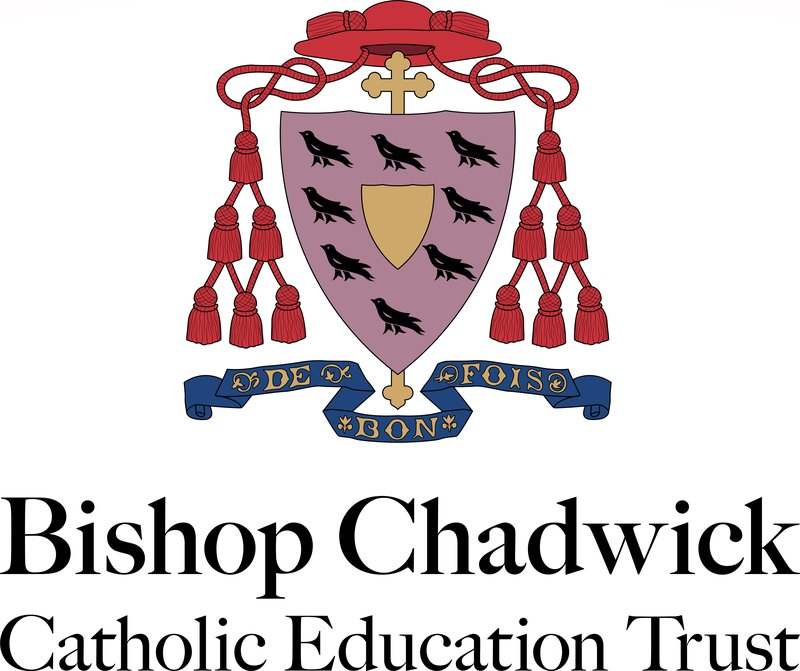 DE BON FOIS
Bishop Chadwick
Catholic Education Trust